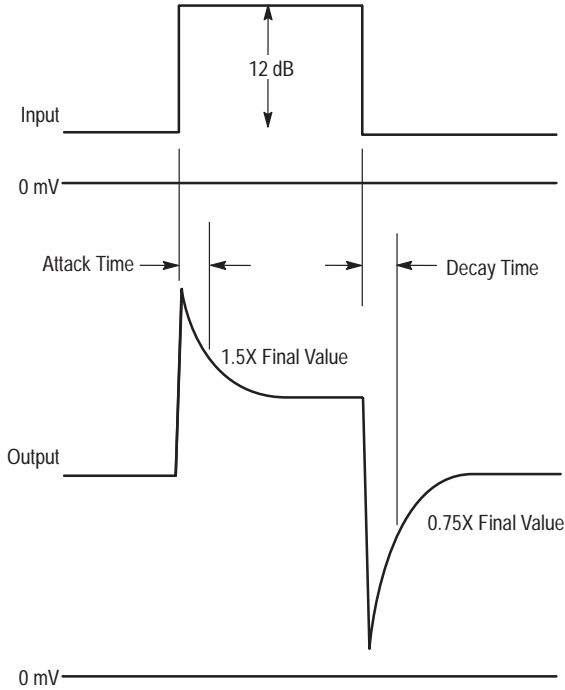 12 dB
Input
0 mV
Attack Time
Decay Time
1.5X Final Value
Output
0.75X Final Value
0 mV